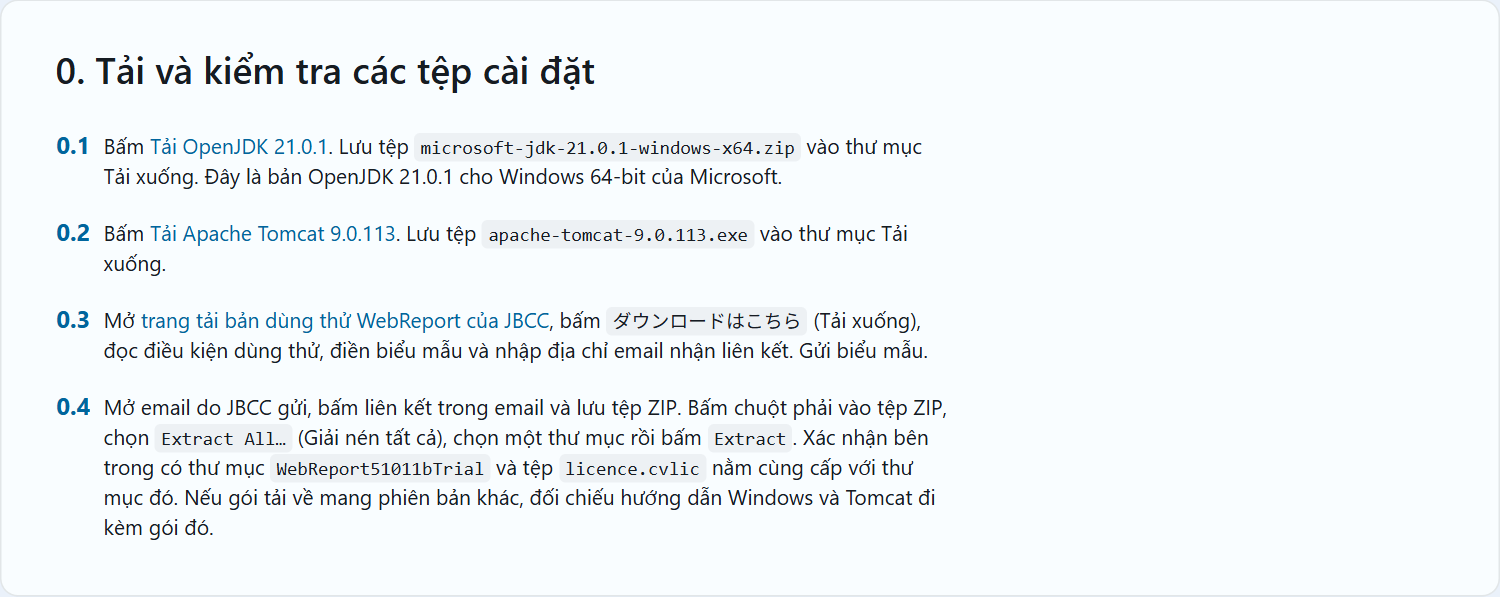 0. Tải và kiểm tra các tệp cài đặt
0.1 Bấm Tải OpenJDK 21.0.1. Lưu tệp microsoft-jdk-21.0.1-windows-x64.zip vào thư mục
Tải xuống. Đây là bản OpenJDK 21.0.1 cho Windows 64-bit của Microsoft.
0.2 Bấm Tải Apache Tomcat 9.0.113. Lưu tệp apache-tomcat-9.0.113.exe vào thư mục Tải
xuống.
0.3 Mở trang tải bản dùng thử WebReport của JBCC, bấm ダウンロードはこちら (Tải xuống),
đọc điều kiện dùng thử, điền biểu mẫu và nhập địa chỉ email nhận liên kết. Gửi biểu mẫu.
0.4 Mở email do JBCC gửi, bấm liên kết trong email và lưu tệp ZIP. Bấm chuột phải vào tệp ZIP,
chọn Extract All… (Giải nén tất cả), chọn một thư mục rồi bấm Extract. Xác nhận bên
trong có thư mục WebReport51011bTrial và tệp licence.cvlic nằm cùng cấp với thư
mục đó. Nếu gói tải về mang phiên bản khác, đối chiếu hướng dẫn Windows và Tomcat đi
kèm gói đó.